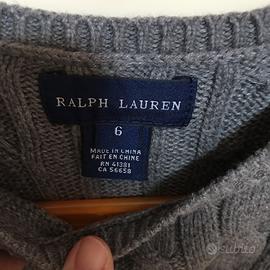 RALPH LAUREN
6
MADE IN CHINA
FAIT EN CHINE
RN 41381
CA 56658
subito